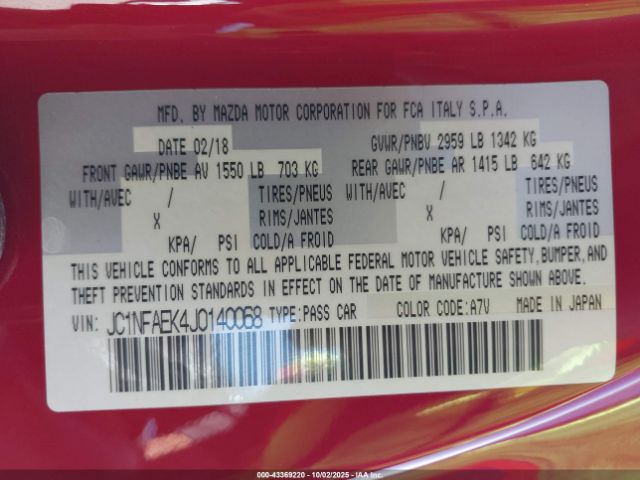 MFD. BY MAZDA MOTOR CORPORATION FOR FCA ITALY S.P.A.
DATE 02/18 GVWR/PNBV 2959 LB 1342 KG
FRONT GAWR/PNBE AV 1550 LB 703 KG REAR GAWR/PNBE AR 1415 LB 642 KG
WITH/AVEC / TIRES/PNEUS WITH/AVEC / TIRES/PNEUS
X RIMS/JANTES X RIMS/JANTES
KPA/ PSI COLD/A FROID KPA/ PSI COLD/A FROID
THIS VEHICLE CONFORMS TO ALL APPLICABLE FEDERAL MOTOR VEHICLE SAFETY, BUMPER, AND
THEFT PREVENTION STANDARDS IN EFFECT ON THE DATE OF MANUFACTURE SHOWN ABOVE.
VIN: JC1NFAEK4J0140068 TYPE:PASS CAR COLOR CODE:A7V MADE IN JAPAN
000-43369220 - 10/02/2025 - IAAI.COM